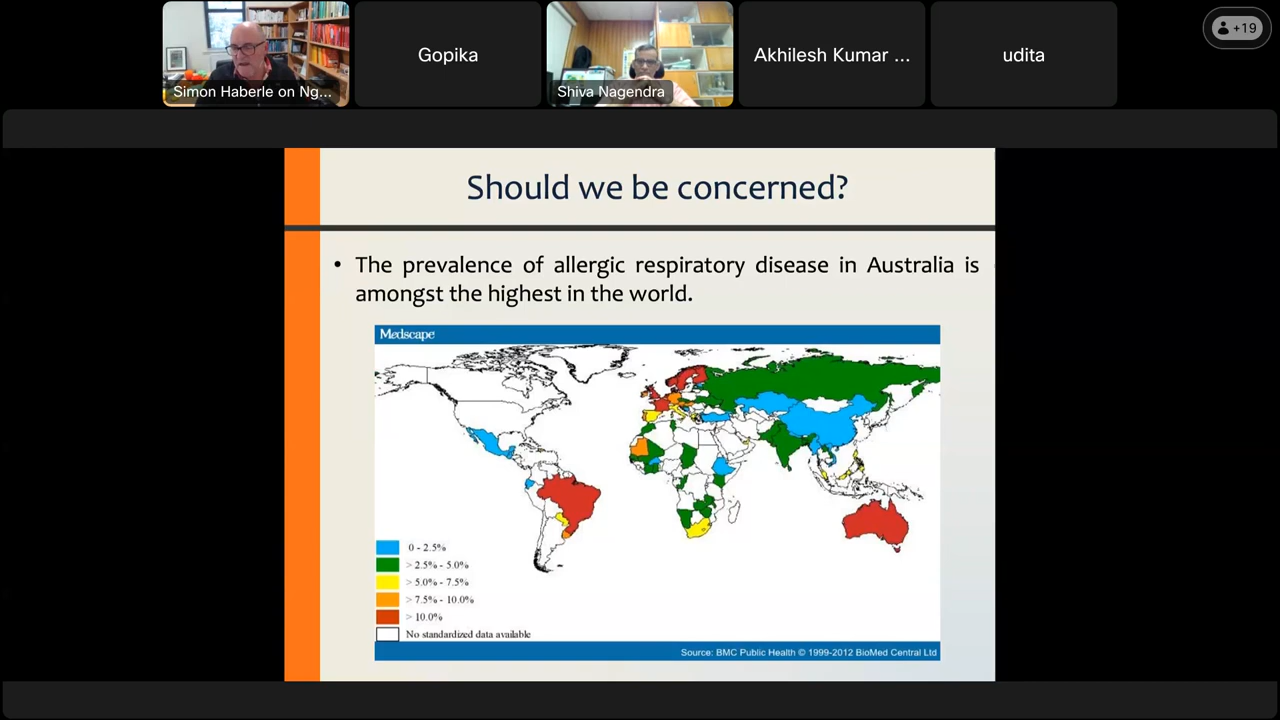 Simon Haberle on Ng...
Gopika
Shiva Nagendra
Akhilesh Kumar ...
udita
+19
Should we be concerned?
• The prevalence of allergic respiratory disease in Australia is
amongst the highest in the world.
Medscape
0 - 2.5%
> 2.5% - 5.0%
> 5.0% - 7.5%
> 7.5% - 10.0%
> 10.0%
No standardized data available
Source: BMC Public Health © 1999-2012 BioMed Central Ltd